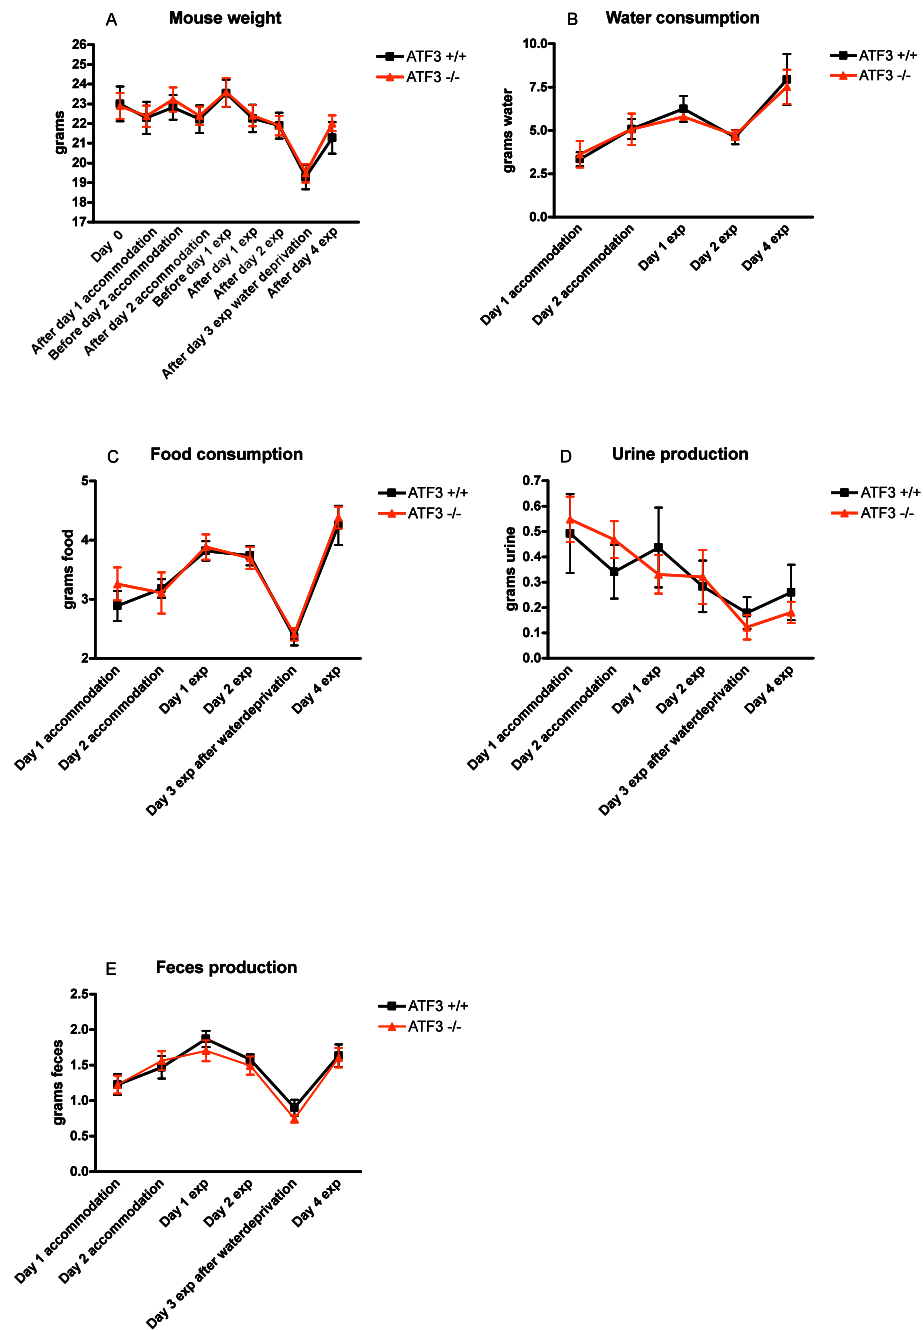 A Mouse weight
26
25
24
23
22
21
20
19
18
17
grams
ATF3 +/+
ATF3 -/-
Day 0
After day 1 accommodation
Before day 2 accommodation
After day 2 accommodation
Before day 1 exp
After day 1 exp
After day 2 exp
After day 3 exp water deprivation
After day 4 exp
B Water consumption
10.0
7.5
5.0
2.5
0.0
grams water
ATF3 +/+
ATF3 -/-
Day 1 accommodation
Day 2 accommodation
Day 1 exp
Day 2 exp
Day 4 exp
C Food consumption
5
4
3
2
grams food
ATF3 +/+
ATF3 -/-
Day 1 accommodation
Day 2 accommodation
Day 1 exp
Day 2 exp
Day 3 exp after waterdeprivation
Day 4 exp
D Urine production
0.7
0.6
0.5
0.4
0.3
0.2
0.1
0.0
grams urine
ATF3 +/+
ATF3 -/-
Day 1 accommodation
Day 2 accommodation
Day 1 exp
Day 2 exp
Day 3 exp after waterdeprivation
Day 4 exp
E Feces production
2.5
2.0
1.5
1.0
0.5
0.0
grams feces
ATF3 +/+
ATF3 -/-
Day 1 accommodation
Day 2 accommodation
Day 1 exp
Day 2 exp
Day 3 exp after waterdeprivation
Day 4 exp